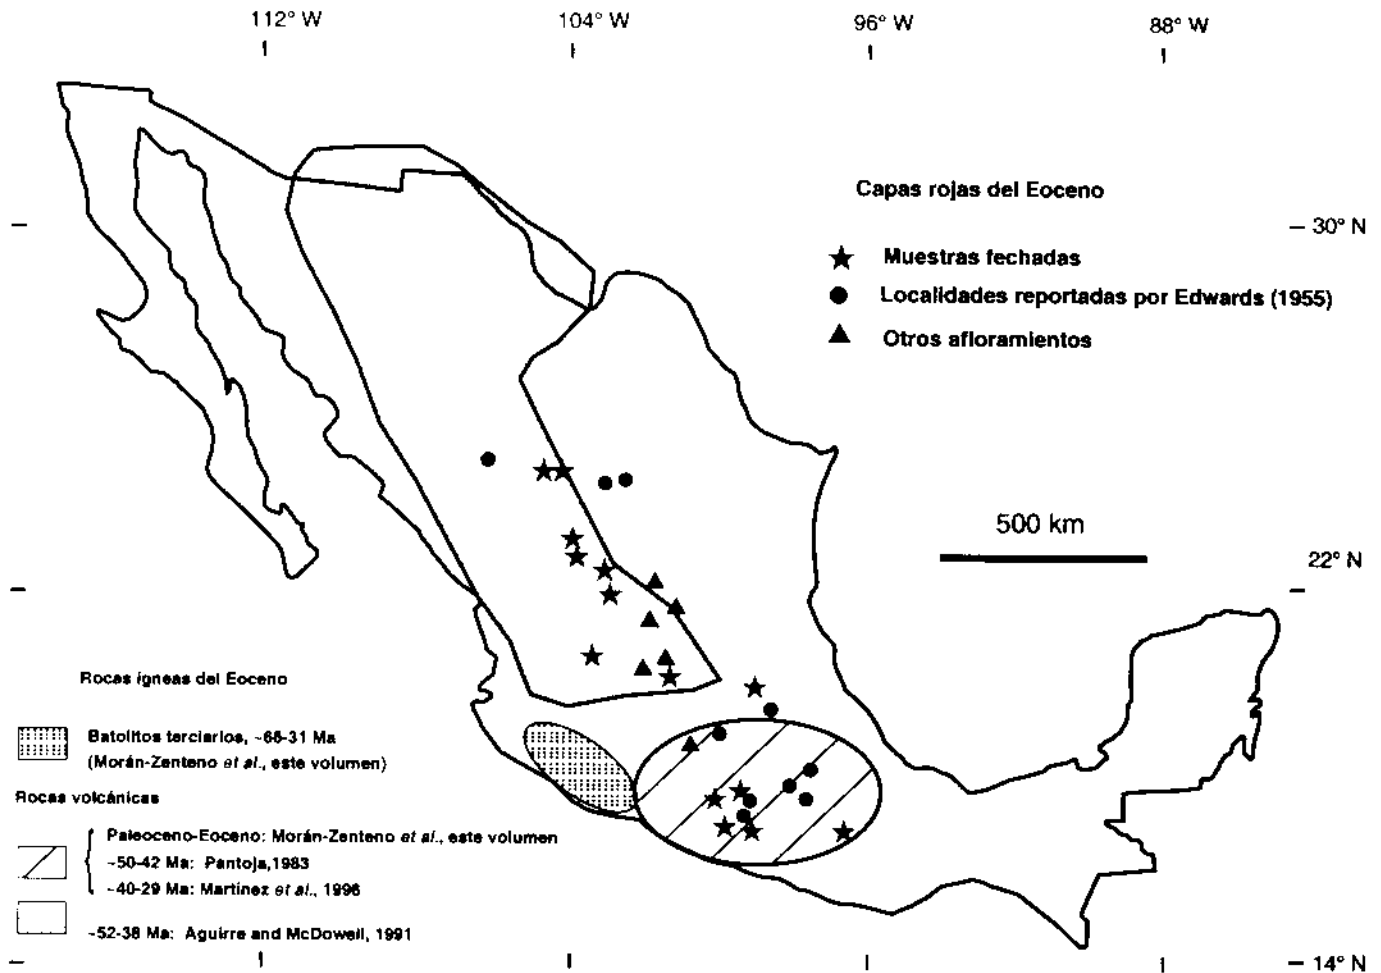 112° W
104° W
96° W
88° W
Capas rojas del Eoceno
30° N
Muestras fechadas
Localidades reportadas por Edwards (1955)
Otros afloramientos
500 km
22° N
Rocas ígneas del Eoceno
Batolitos terciarios, ~68-31 Ma
(Morán-Zenteno et al., este volumen)
Rocas volcánicas
Paleoceno-Eoceno: Morán-Zenteno et al., este volumen
~50-42 Ma: Pantoja,1983
~40-29 Ma: Martínez et al., 1996
~52-38 Ma: Aguirre and McDowell, 1991
14° N